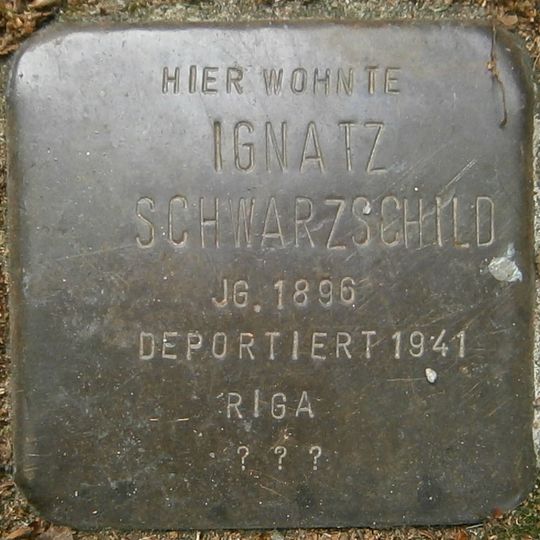 HIER WOHNTE
IGNATZ
SCHWARZSCHILD
JG. 1896
DEPORTIERT 1941
RIGA
? ? ?